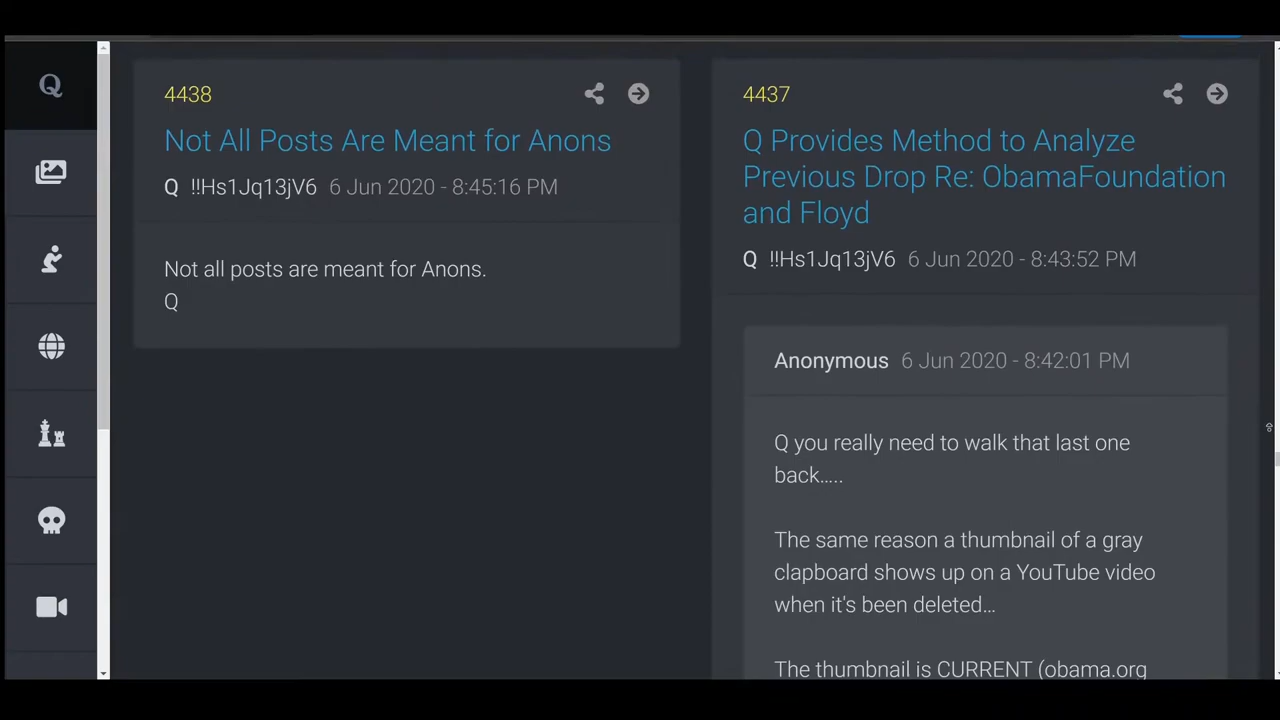 Q
4438
Not All Posts Are Meant for Anons
Q !!Hs1Jq13jV6 6 Jun 2020 - 8:45:16 PM
Not all posts are meant for Anons.
Q
4437
Q Provides Method to Analyze
Previous Drop Re: ObamaFoundation
and Floyd
Q !!Hs1Jq13jV6 6 Jun 2020 - 8:43:52 PM
Anonymous 6 Jun 2020 - 8:42:01 PM
Q you really need to walk that last one
back.....
The same reason a thumbnail of a gray
clapboard shows up on a YouTube video
when it's been deleted...
The thumbnail is CURRENT (obama.org